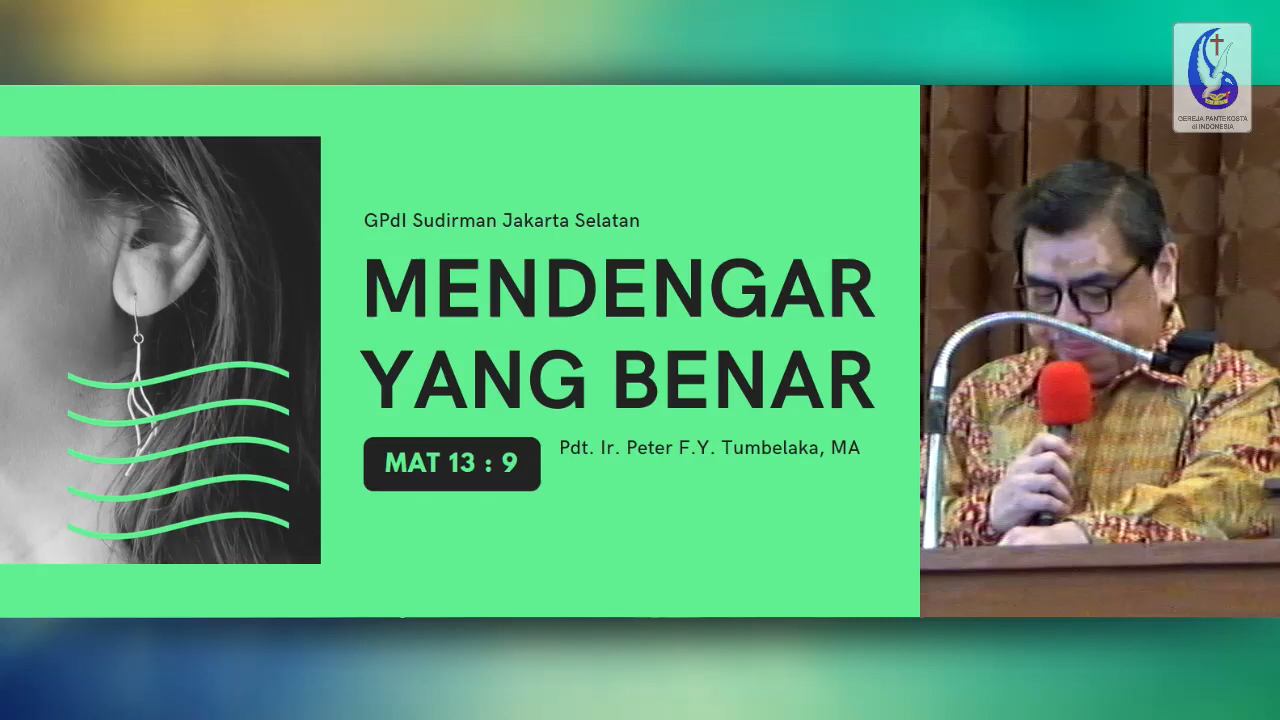 GEREJA PANTEKOSTA
di INDONESIA
GPdI Sudirman Jakarta Selatan
MENDENGAR
YANG BENAR
MAT 13 : 9
Pdt. Ir. Peter F.Y. Tumbelaka, MA